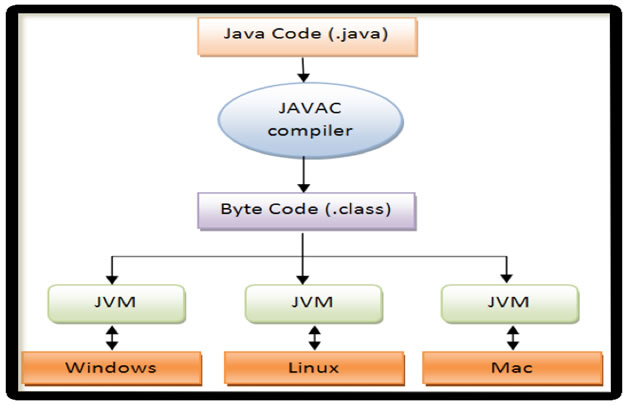 Java Code (.java)
JAVAC
compiler
Byte Code (.class)
JVM
JVM
JVM
Windows
Linux
Mac